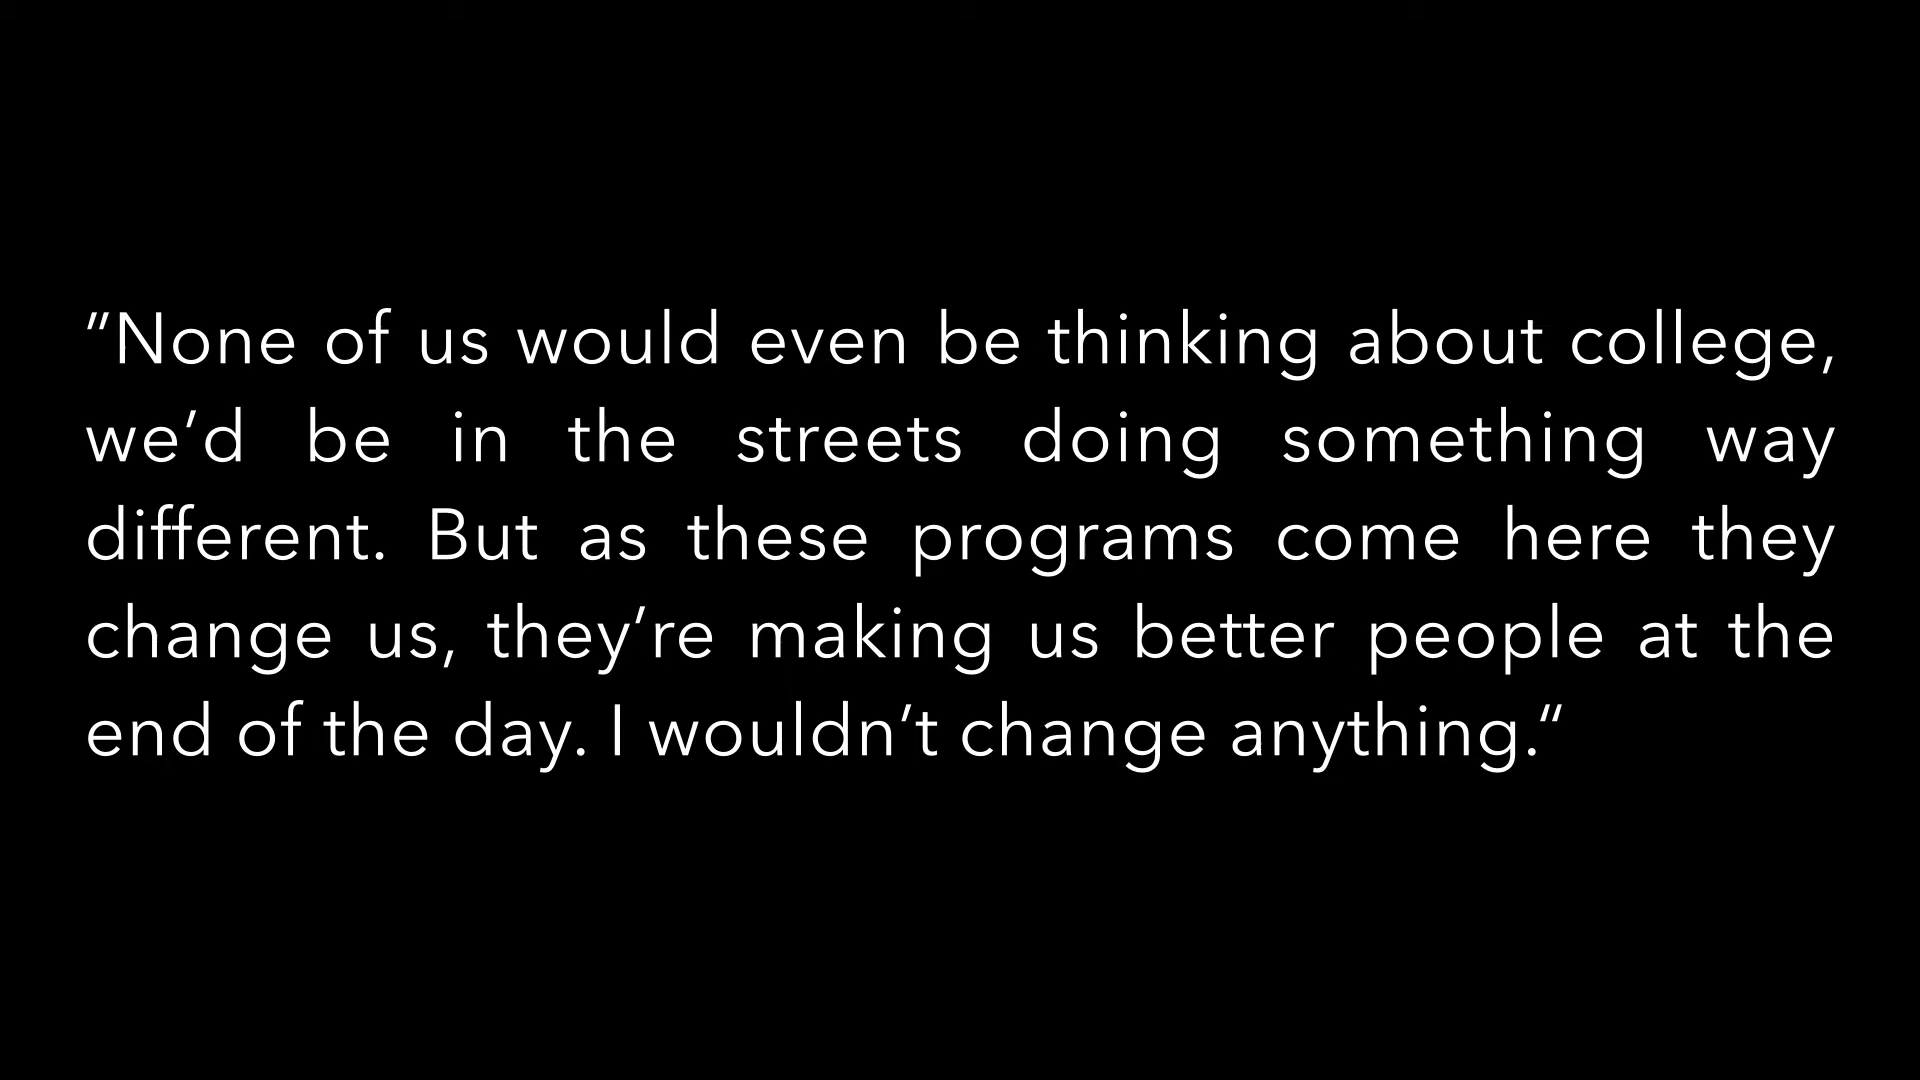 ”None of us would even be thinking about college,
we’d be in the streets doing something way
different. But as these programs come here they
change us, they’re making us better people at the
end of the day. I wouldn’t change anything.“